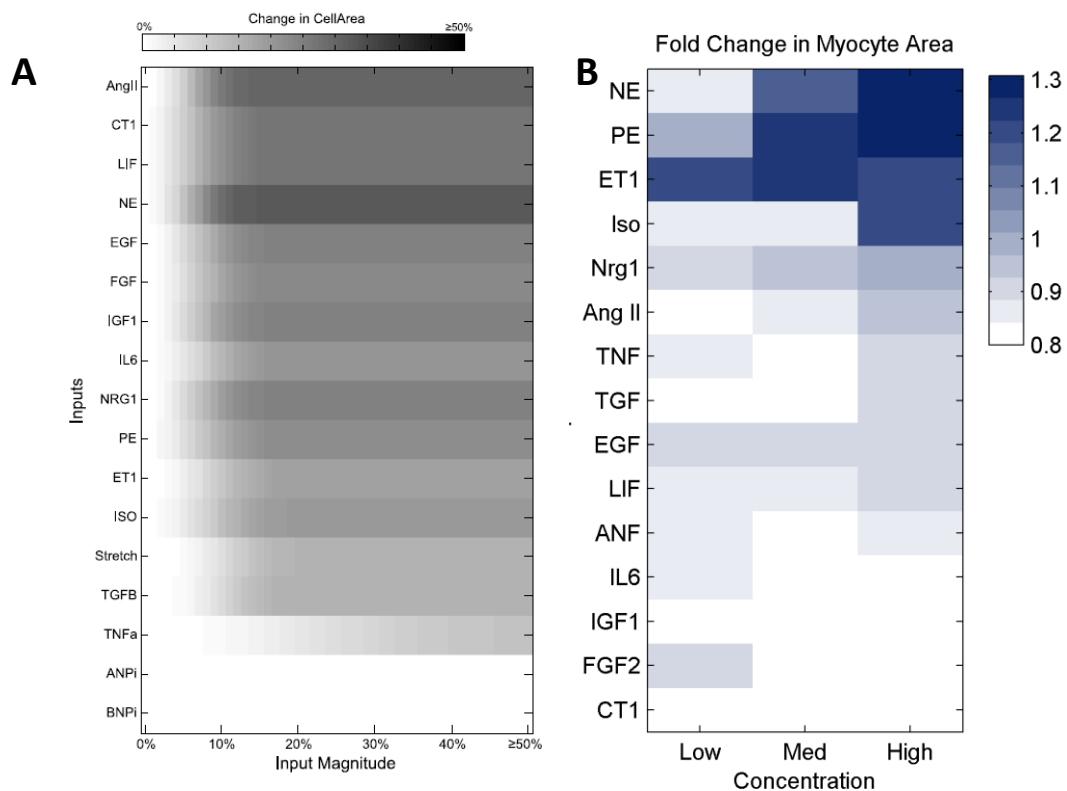 A
Change in CellArea
0%
≥50%
AngII
CT1
LIF
NE
EGF
FGF
IGF1
IL6
NRG1
PE
ET1
ISO
Stretch
TGFB
TNFa
ANPi
BNPi
Inputs
0% 10% 20% 30% 40% ≥50%
Input Magnitude
B
Fold Change in Myocyte Area
NE
PE
ET1
Iso
Nrg1
Ang II
TNF
TGF
EGF
LIF
ANF
IL6
IGF1
FGF2
CT1
Low Med High
Concentration
1.3
1.2
1.1
1
0.9
0.8